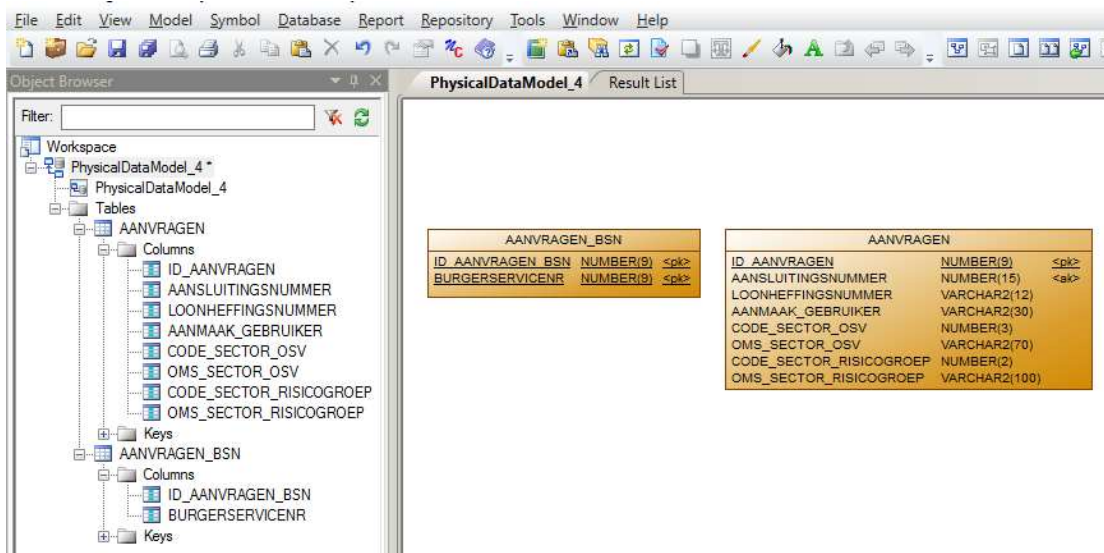 File Edit View Model Symbol Database Report Repository Tools Window Help
Object Browser
Filter:
Workspace
PhysicalDataModel_4 *
PhysicalDataModel_4
Tables
AANVRAGEN
Columns
ID_AANVRAGEN
AANSLUITINGSNUMMER
LOONHEFFINGSNUMMER
AANMAAK_GEBRUIKER
CODE_SECTOR_OSV
OMS_SECTOR_OSV
CODE_SECTOR_RISICOGROEP
OMS_SECTOR_RISICOGROEP
Keys
AANVRAGEN_BSN
Columns
ID_AANVRAGEN_BSN
BURGERSERVICENR
Keys
PhysicalDataModel_4 Result List
AANVRAGEN_BSN
ID_AANVRAGEN_BSN NUMBER(9) <pk>
BURGERSERVICENR NUMBER(9) <pk>
AANVRAGEN
ID_AANVRAGEN NUMBER(9) <pk>
AANSLUITINGSNUMMER NUMBER(15) <ak>
LOONHEFFINGSNUMMER VARCHAR2(12)
AANMAAK_GEBRUIKER VARCHAR2(30)
CODE_SECTOR_OSV NUMBER(3)
OMS_SECTOR_OSV VARCHAR2(70)
CODE_SECTOR_RISICOGROEP NUMBER(2)
OMS_SECTOR_RISICOGROEP VARCHAR2(100)